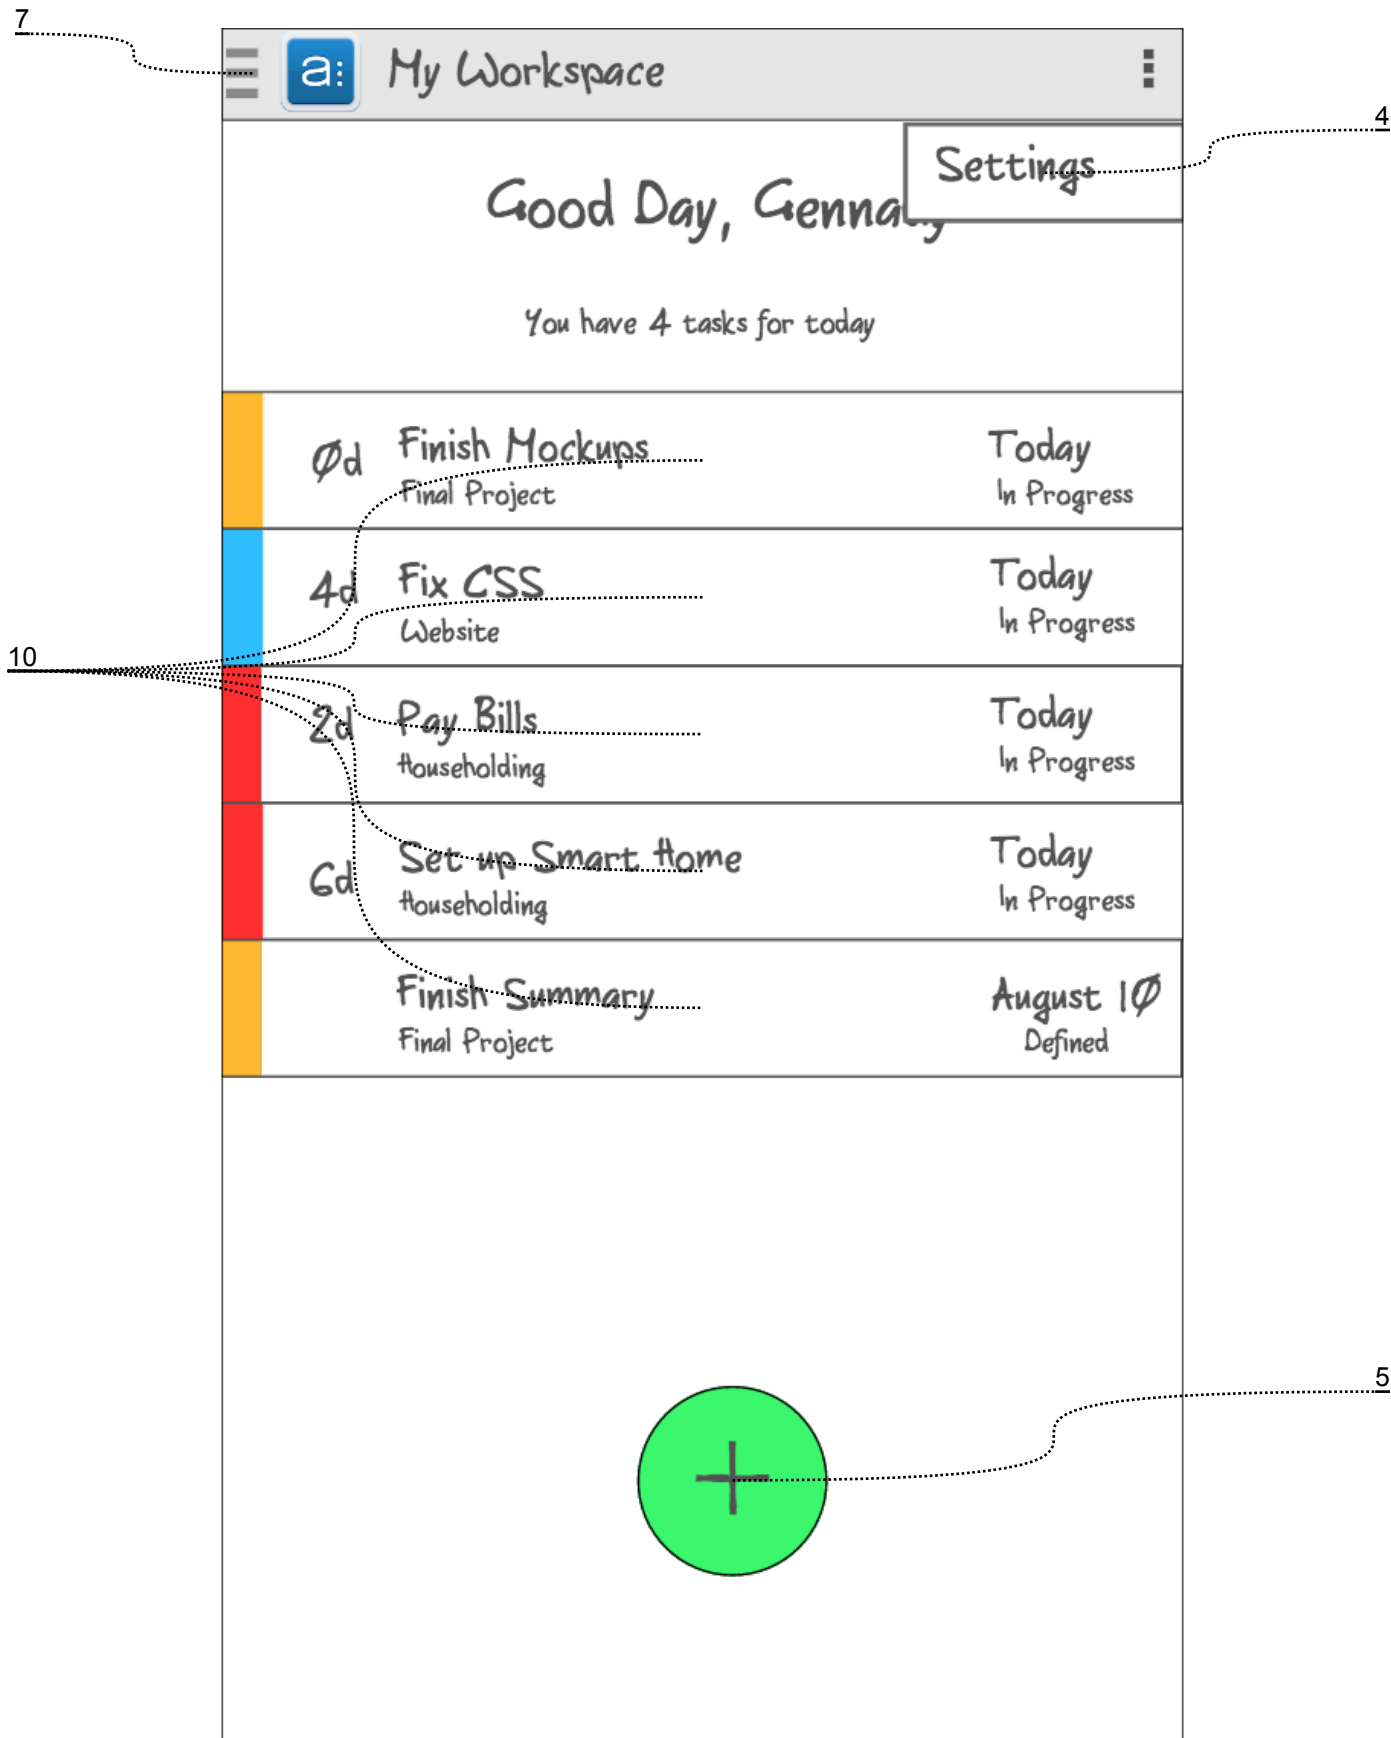 7
a: My Workspace
4
Settings
Good Day, Genna
You have 4 tasks for today
0d Finish Mockups Today
Final Project In Progress
4d Fix CSS Today
Website In Progress
10
2d Pay Bills Today
Householding In Progress
6d Set up Smart Home Today
Householding In Progress
Finish Summary August 10
Final Project Defined
5
+